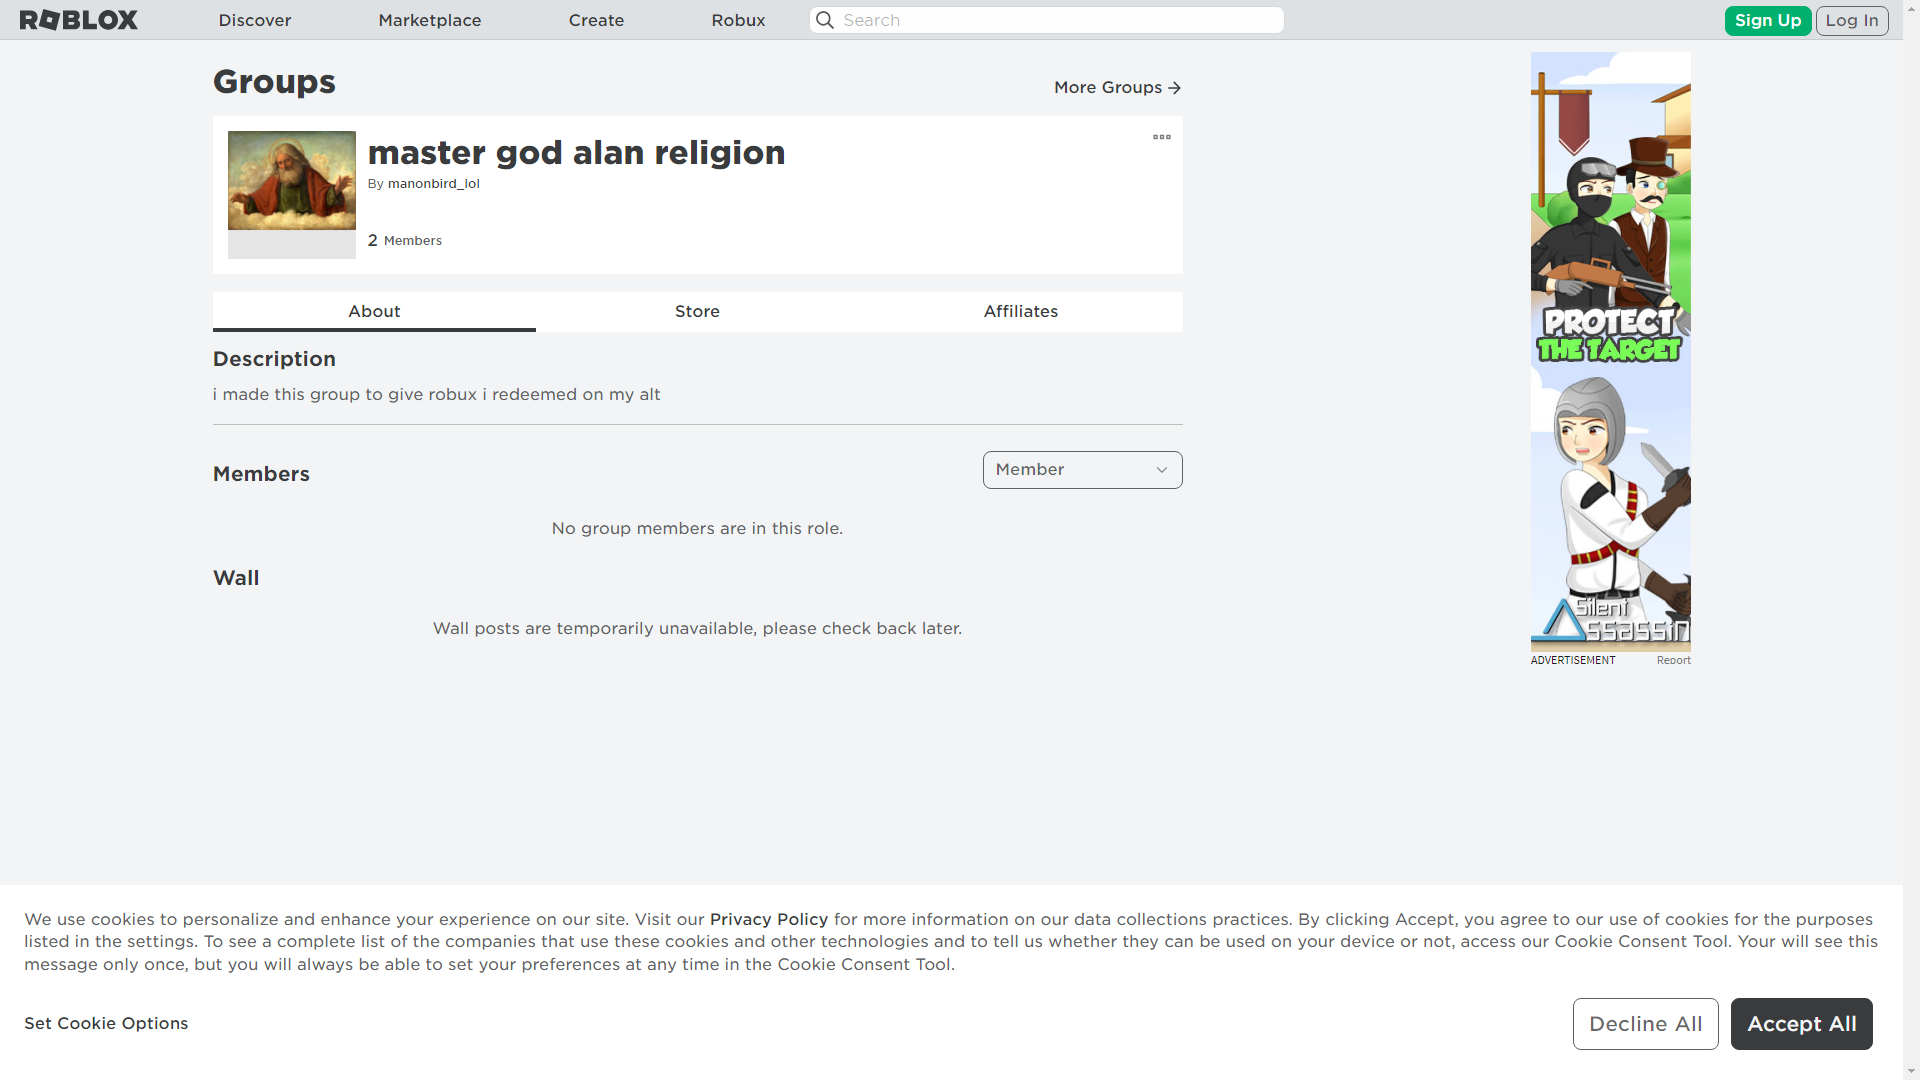 ROBLOX
Discover
Marketplace
Create
Robux
Search
Sign Up
Log In
Groups
More Groups
master god alan religion
By manonbird_lol
2 Members
About
Store
Affiliates
Description
i made this group to give robux i redeemed on my alt
Members
Member
No group members are in this role.
Wall
Wall posts are temporarily unavailable, please check back later.
PROTECT
THE TARGET
Silent
Assassin
ADVERTISEMENT
Report
We use cookies to personalize and enhance your experience on our site. Visit our Privacy Policy for more information on our data collections practices. By clicking Accept, you agree to our use of cookies for the purposes
listed in the settings. To see a complete list of the companies that use these cookies and other technologies and to tell us whether they can be used on your device or not, access our Cookie Consent Tool. Your will see this
message only once, but you will always be able to set your preferences at any time in the Cookie Consent Tool.
Set Cookie Options
Decline All
Accept All